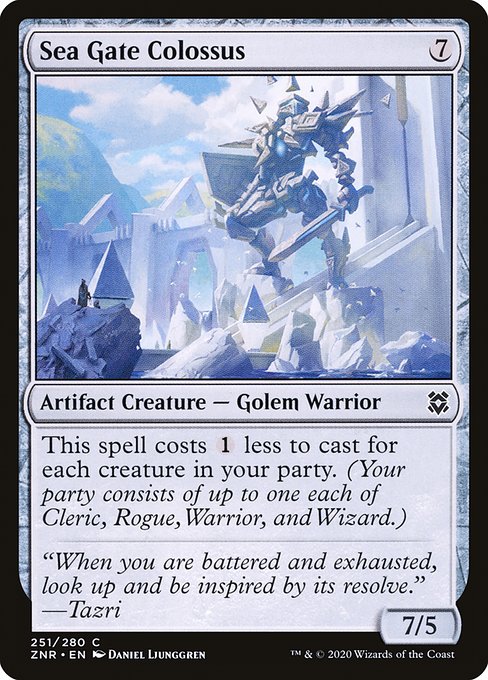 Sea Gate Colossus 7
Artifact Creature — Golem Warrior
This spell costs 1 less to cast for
each creature in your party. (Your
party consists of up to one each of
Cleric, Rogue, Warrior, and Wizard.)
“When you are battered and exhausted,
look up and be inspired by its resolve.”
—Tazri
7/5
251/280 C
ZNR • EN Daniel Ljunggren ™ & © 2020 Wizards of the Coast